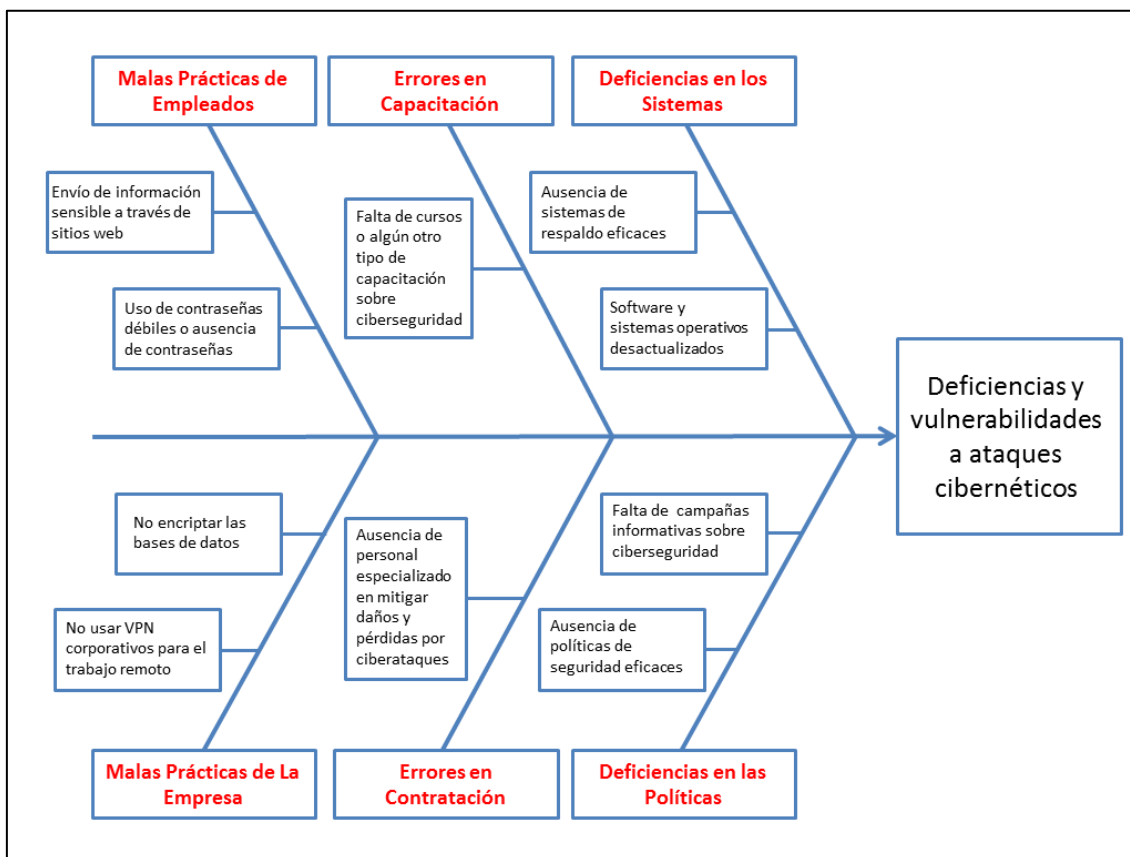 Malas Prácticas de
Empleados
Errores en
Capacitación
Deficiencias en los
Sistemas
Envío de información
sensible a través de
sitios web
Uso de contraseñas
débiles o ausencia
de contraseñas
Falta de cursos
o algún otro
tipo de
capacitación
sobre
ciberseguridad
Ausencia de
sistemas de
respaldo eficaces
Software y
sistemas operativos
desactualizados
Deficiencias y
vulnerabilidades
a ataques
cibernéticos
No encriptar las
bases de datos
No usar VPN
corporativos para el
trabajo remoto
Ausencia de
personal
especializado
en mitigar
daños y
pérdidas por
ciberataques
Falta de campañas
informativas sobre
ciberseguridad
Ausencia de
políticas de
seguridad eficaces
Malas Prácticas de La
Empresa
Errores en
Contratación
Deficiencias en las
Políticas